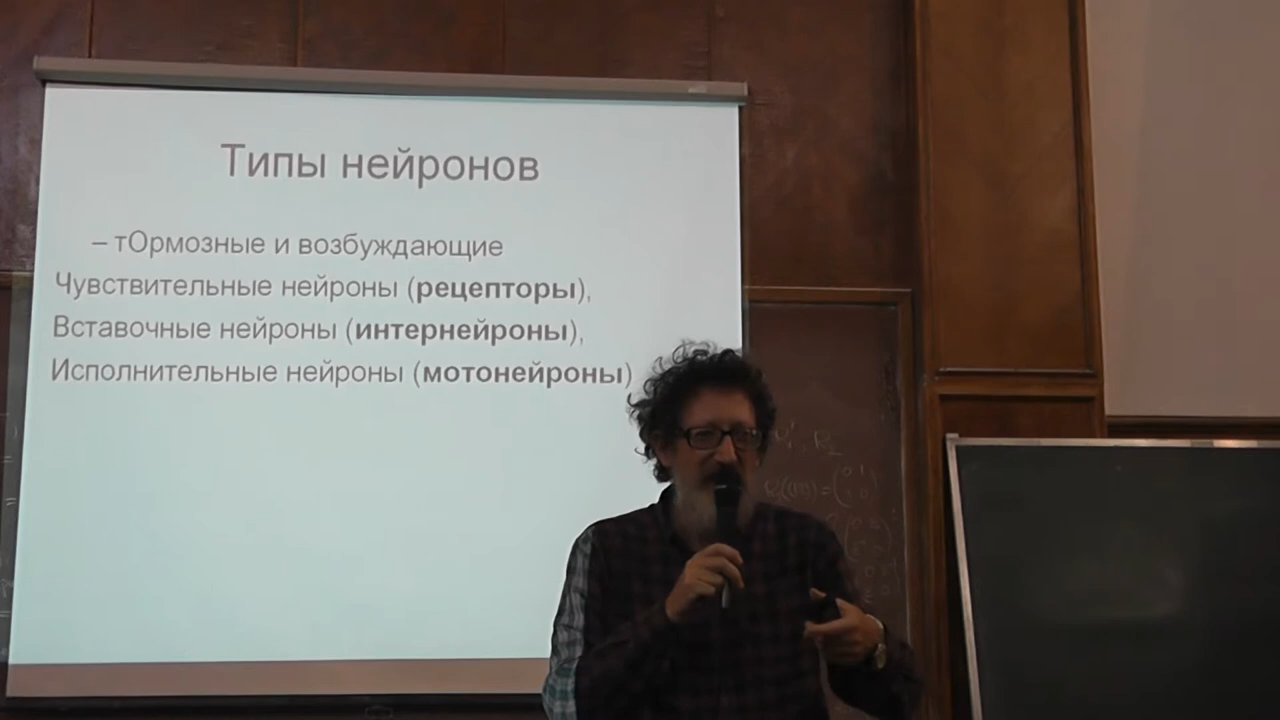 Типы нейронов
– тОрмозные и возбуждающие
Чувствительные нейроны (рецепторы),
Вставочные нейроны (интернейроны),
Исполнительные нейроны (мотонейроны)